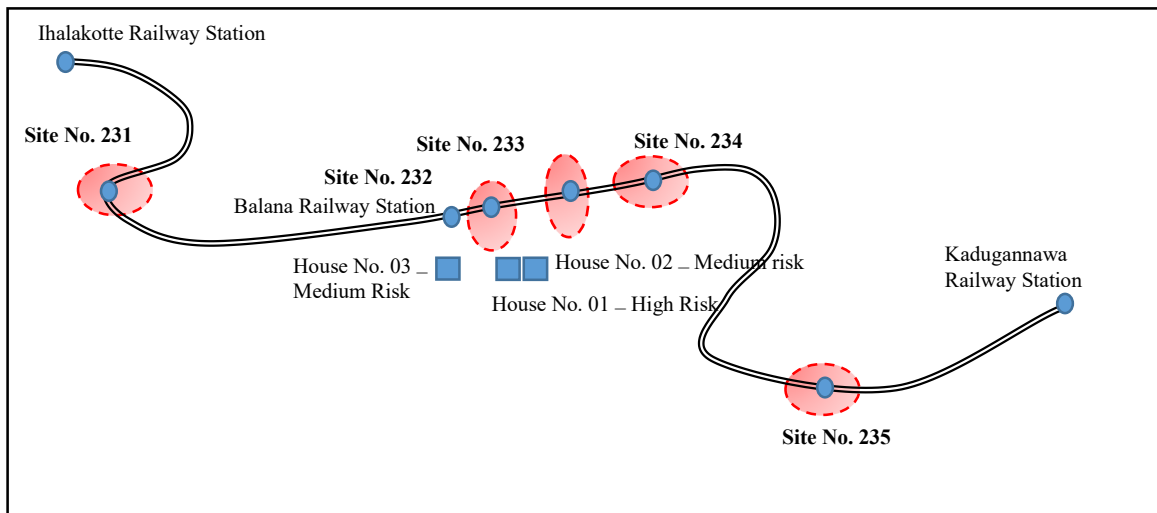 Ihalakotte Railway Station
Site No. 231
Site No. 233
Site No. 234
Site No. 232
Balana Railway Station
House No. 03 –
Medium Risk
House No. 02 – Medium risk
House No. 01 – High Risk
Kadugannawa
Railway Station
Site No. 235